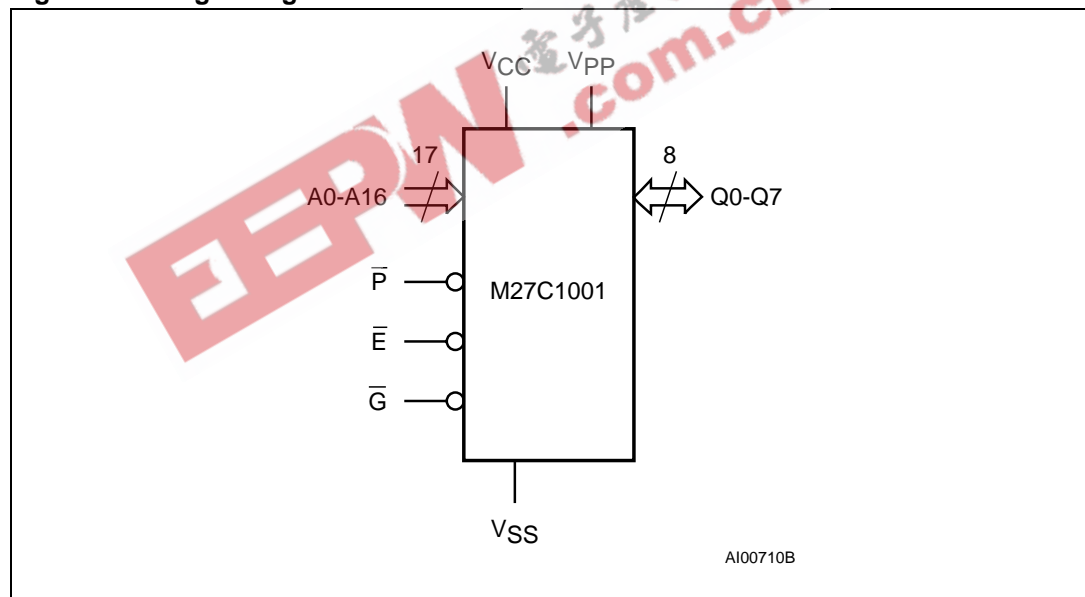 VCC VPP
17
8
A0-A16
Q0-Q7
P̅
M27C1001
E̅
G̅
VSS
AI00710B
EEPW
.com.cn